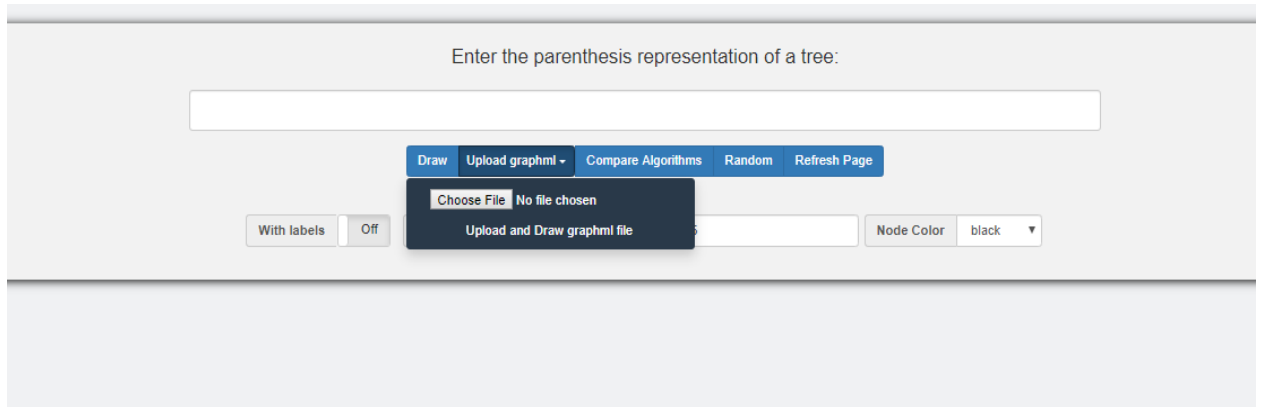 Enter the parenthesis representation of a tree:
Draw Upload graphml Compare Algorithms Random Refresh Page
Choose File No file chosen
With labels Off Upload and Draw graphml file Node Color black